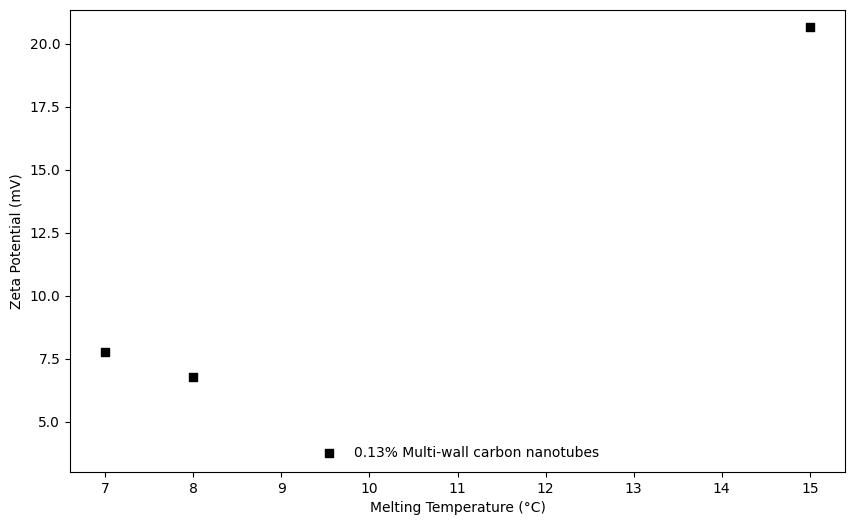 20.0
17.5
15.0
12.5
10.0
7.5
5.0
Zeta Potential (mV)
0.13% Multi-wall carbon nanotubes
7 8 9 10 11 12 13 14 15
Melting Temperature (°C)